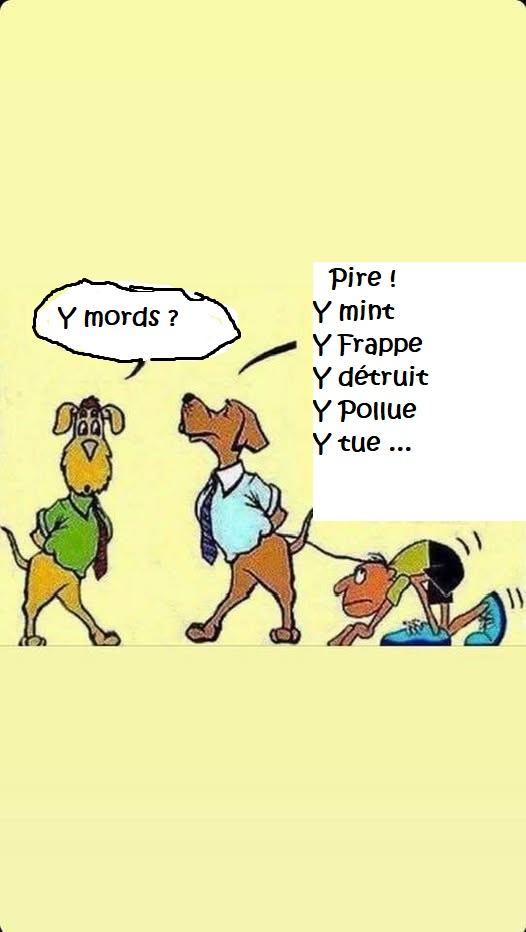 Y mords ?
Pire !
Y mint
Y Frappe
Y détruit
Y Pollue
Y tue ...